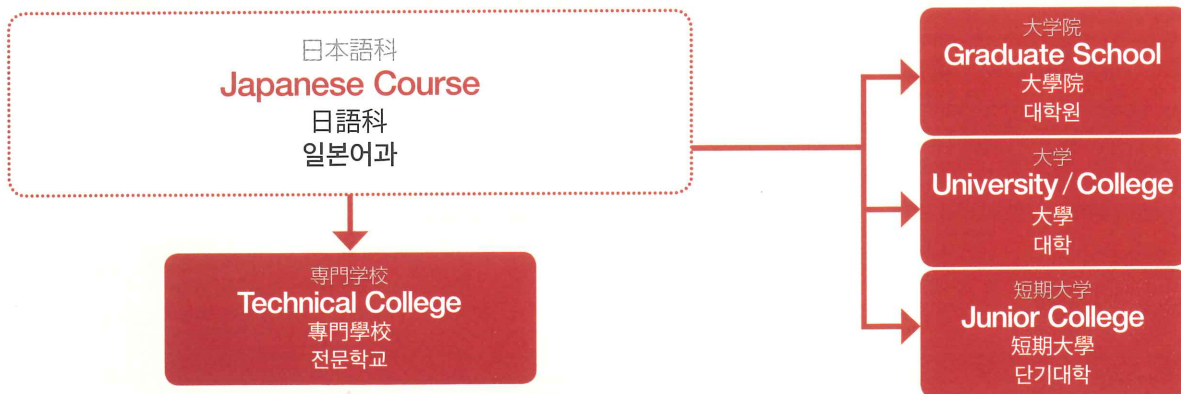 日本語科
Japanese Course
日語科
일본어과
専門学校
Technical College
專門學校
전문학교
大学院
Graduate School
大學院
대학원
大学
University / College
大學
대학
短期大学
Junior College
短期大學
단기대학